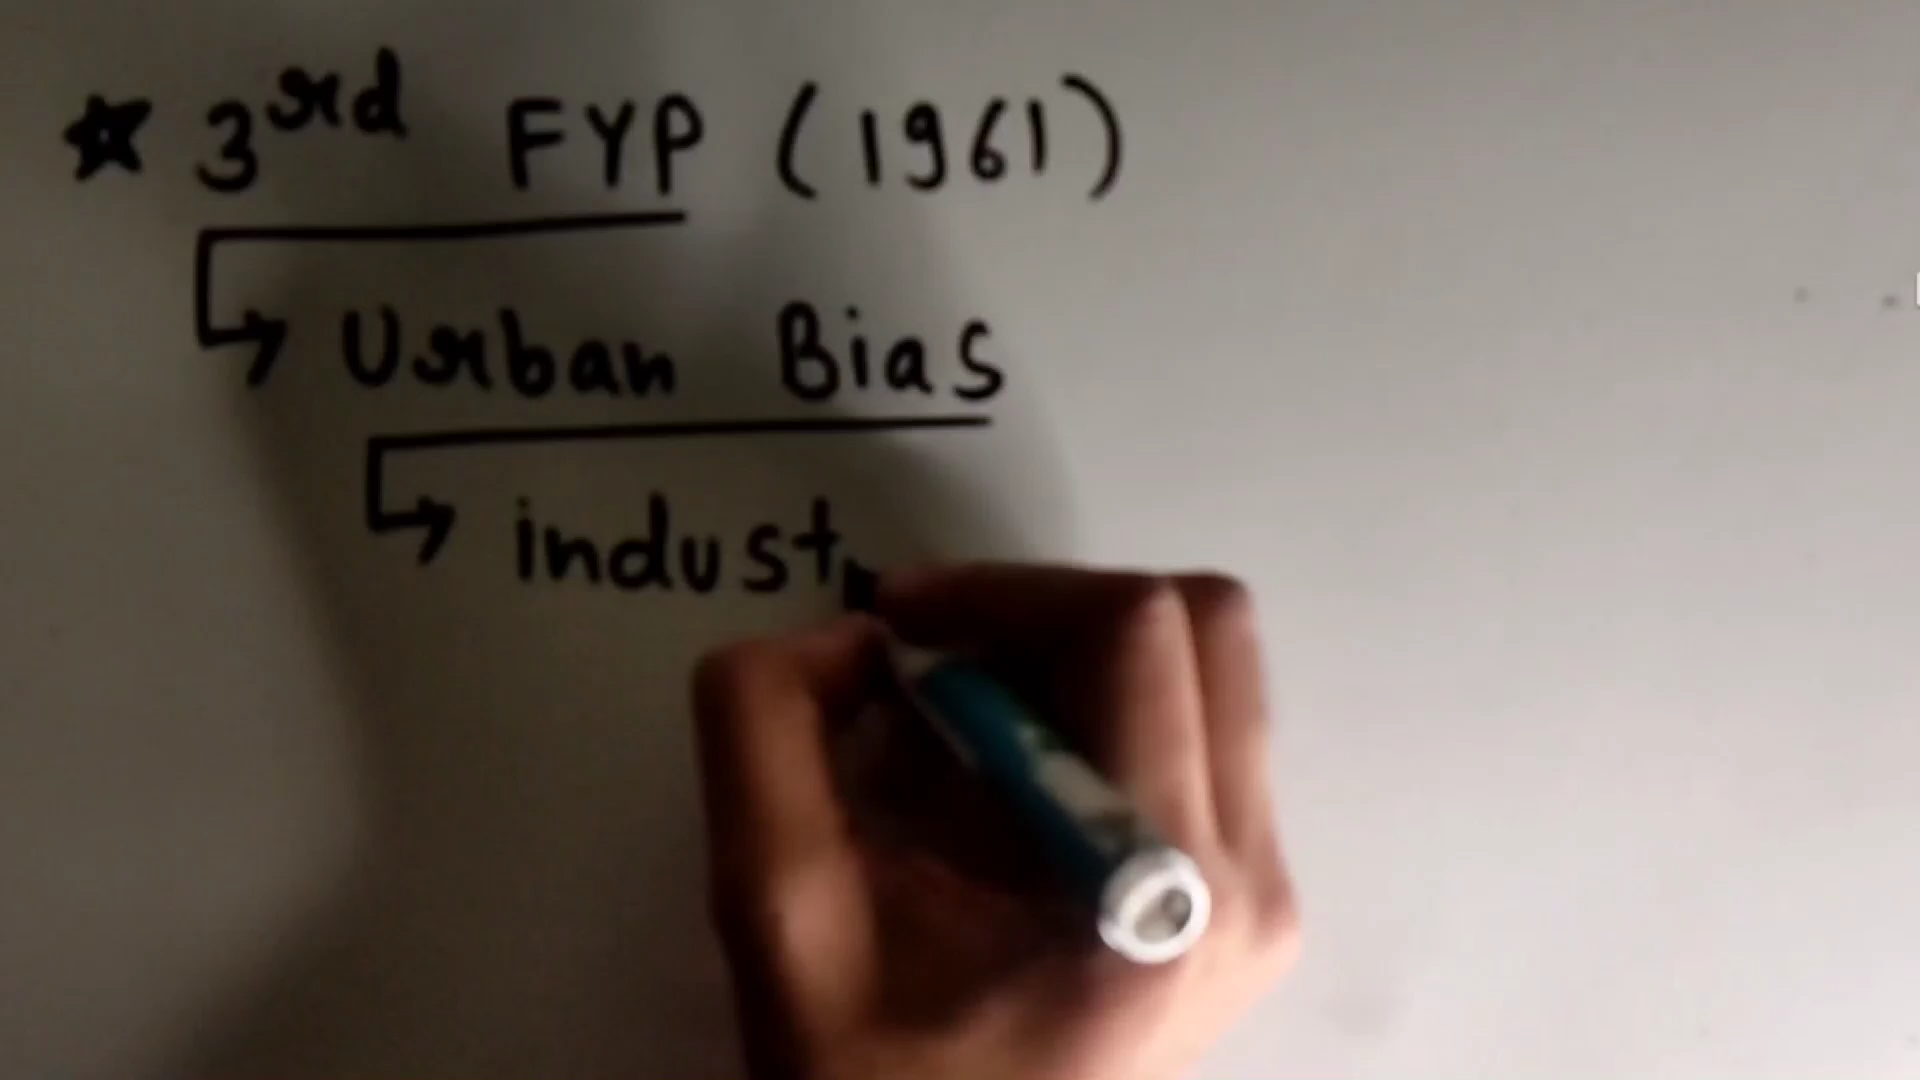 ★ 3rd FYP (1961)
↳ Urban Bias
↳ indust